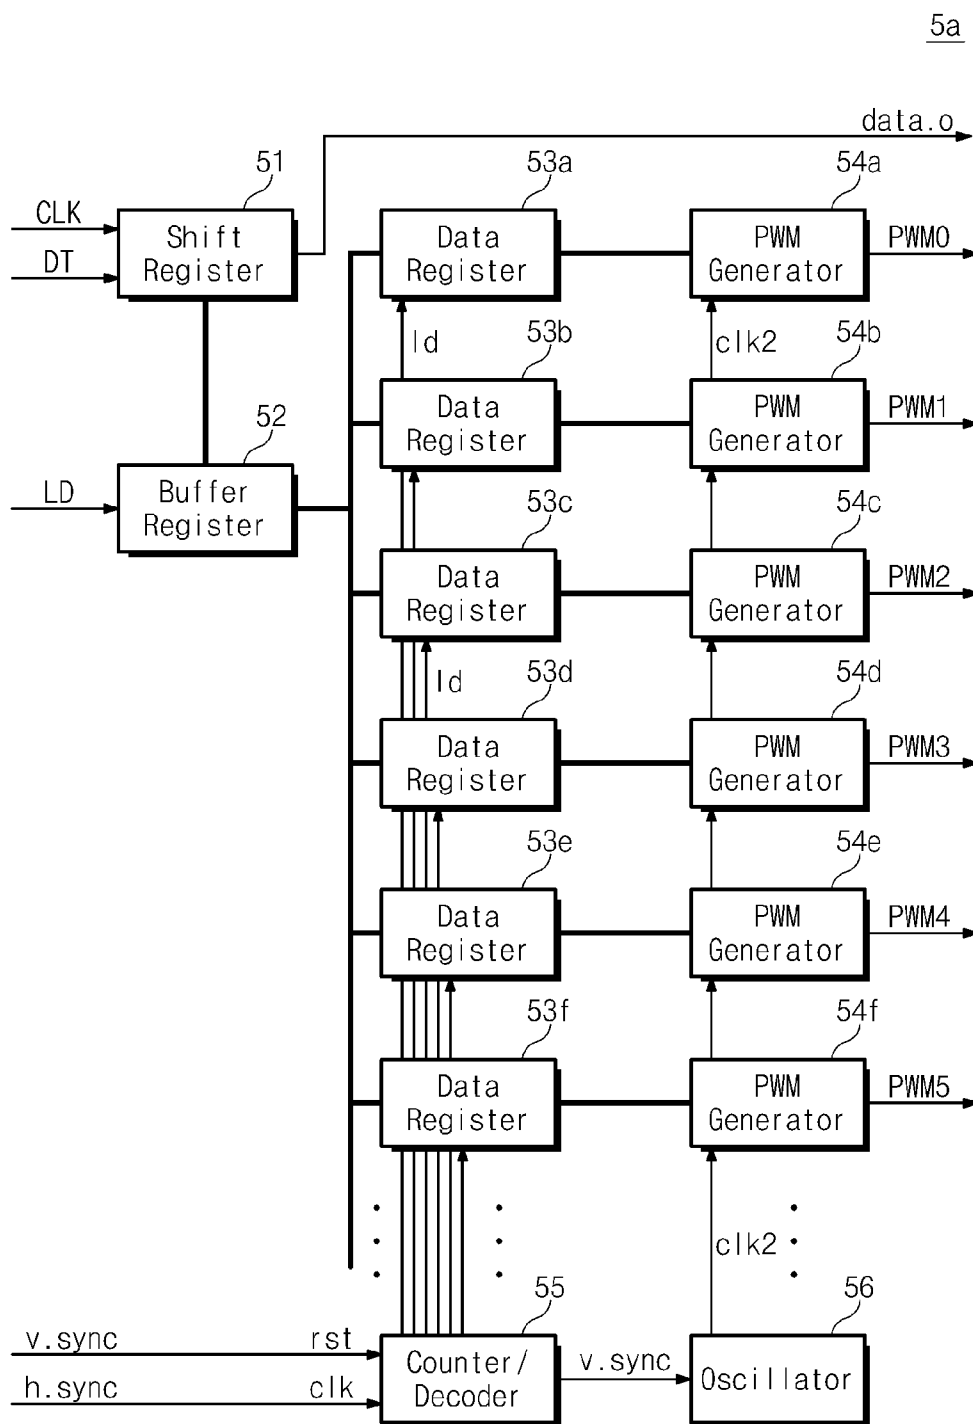 5a
data.o
51
53a
54a
CLK
DT
Shift
Register
Data
Register
PWM
Generator
PWM0
ld
clk2
53b
54b
Data
Register
PWM
Generator
PWM1
52
LD
Buffer
Register
53c
54c
Data
Register
PWM
Generator
PWM2
ld
53d
54d
Data
Register
PWM
Generator
PWM3
53e
54e
Data
Register
PWM
Generator
PWM4
53f
54f
Data
Register
PWM
Generator
PWM5
clk2
55
56
v.sync
rst
h.sync
clk
Counter/
Decoder
v.sync
Oscillator